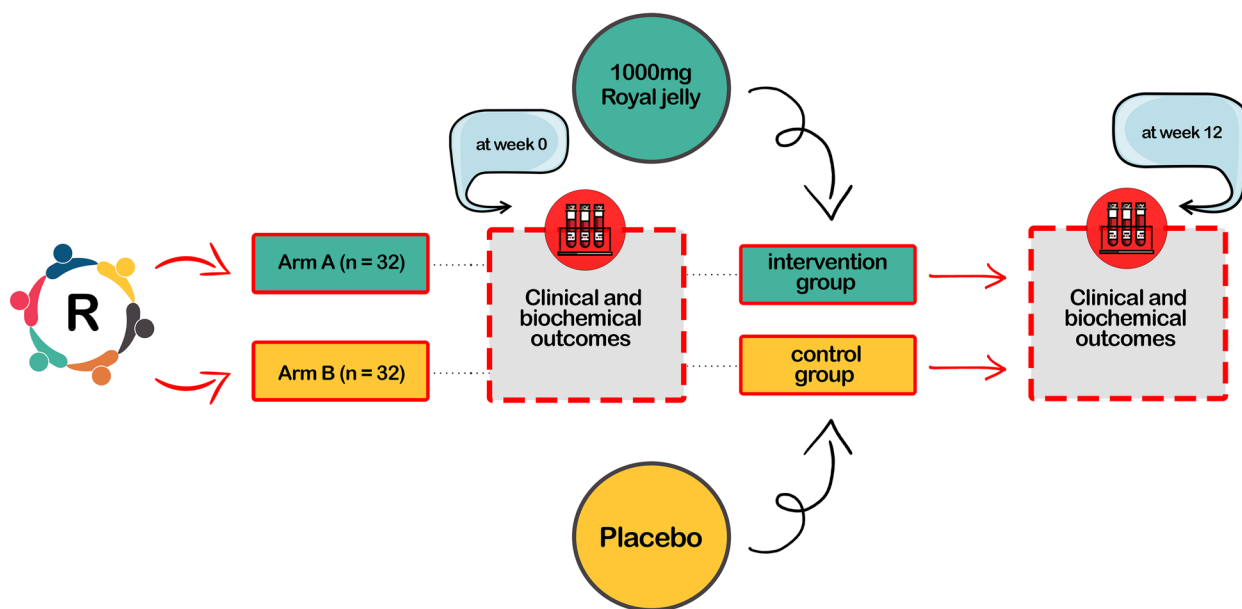 1000mg
Royal jelly
at week 0
at week 12
R
Arm A (n = 32)
Arm B (n = 32)
Clinical and
biochemical
outcomes
intervention
group
control
group
Clinical and
biochemical
outcomes
Placebo